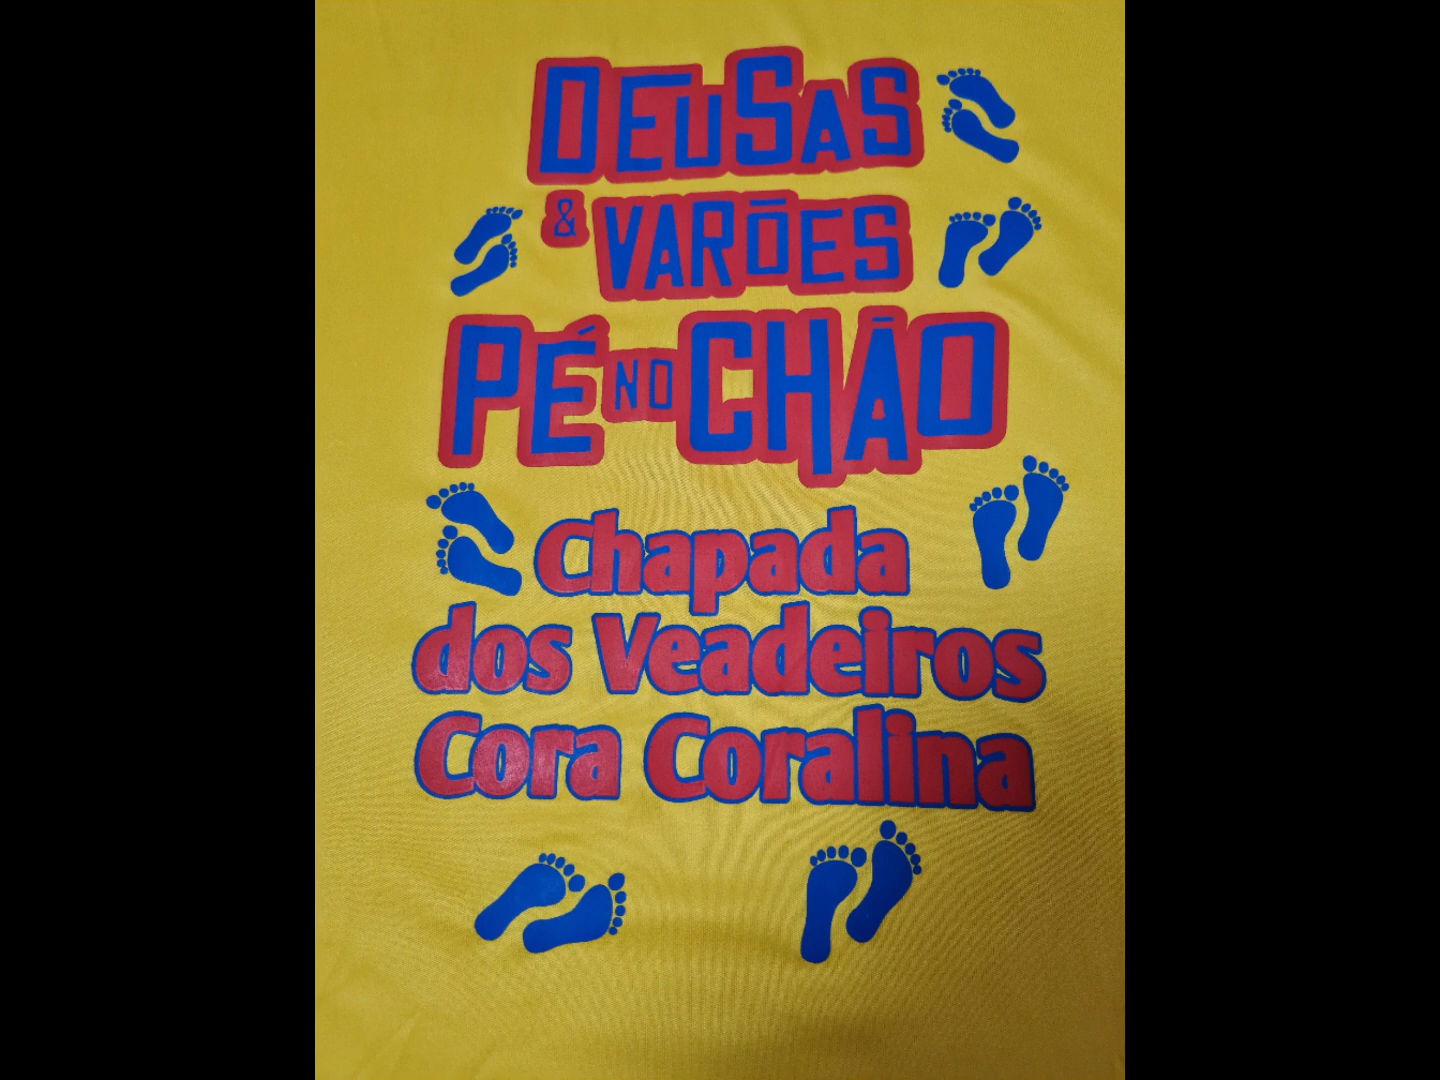 DEUSAS
& VARÕES
PÉ NO CHÃO
Chapada
dos Veadeiros
Cora Coralina